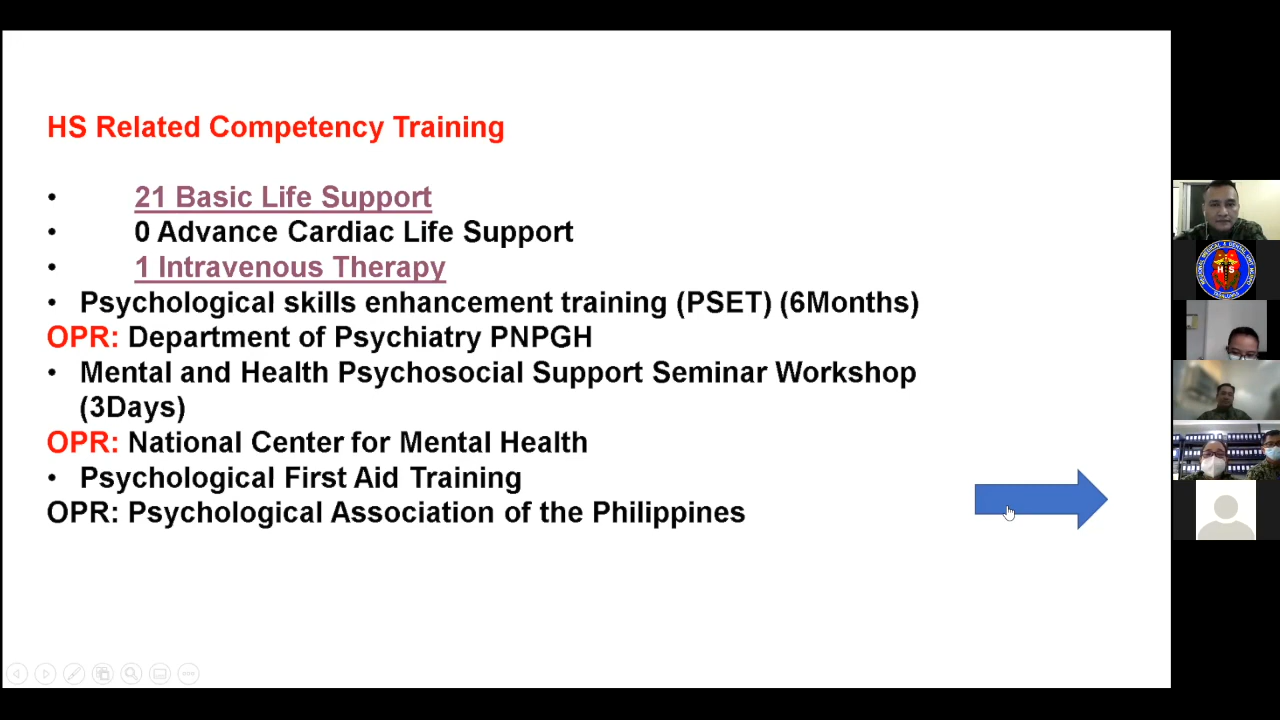 HS Related Competency Training
• 21 Basic Life Support
• 0 Advance Cardiac Life Support
• 1 Intravenous Therapy
• Psychological skills enhancement training (PSET) (6Months)
OPR: Department of Psychiatry PNPGH
• Mental and Health Psychosocial Support Seminar Workshop
(3Days)
OPR: National Center for Mental Health
• Psychological First Aid Training
OPR: Psychological Association of the Philippines
HS